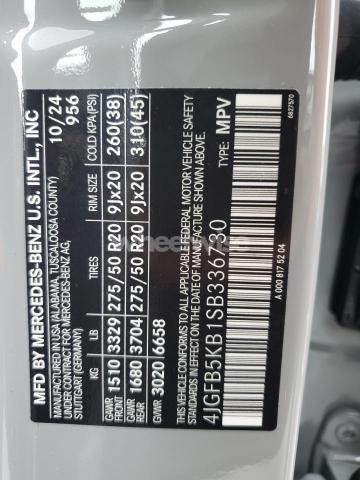 MFD BY MERCEDES-BENZ U.S. INTL., INC
MADE IN USA/ALABAMA, TUSCALOOSA COUNTY)
UNDER CONTRACT FOR MERCEDES-BENZ AG,
STUTTGART (GERMANY)
10/24
956
KG LB TIRES RIM SIZE COLD KPA(PSI)
GAWR FRONT 1510 3329 275/50 R20 9Jx20 260(38)
GAWR REAR 1680 3704 275/50 R20 9Jx20 310(45)
GVWR 3020 6658
THIS VEHICLE CONFORMS TO ALL APPLICABLE FEDERAL MOTOR VEHICLE SAFETY
STANDARDS IN EFFECT ON THE DATE OF MANUFACTURE SHOWN ABOVE.
4JGFB5KB1SB336730 TYPE: MPV
A 000 817 52 04
6827570